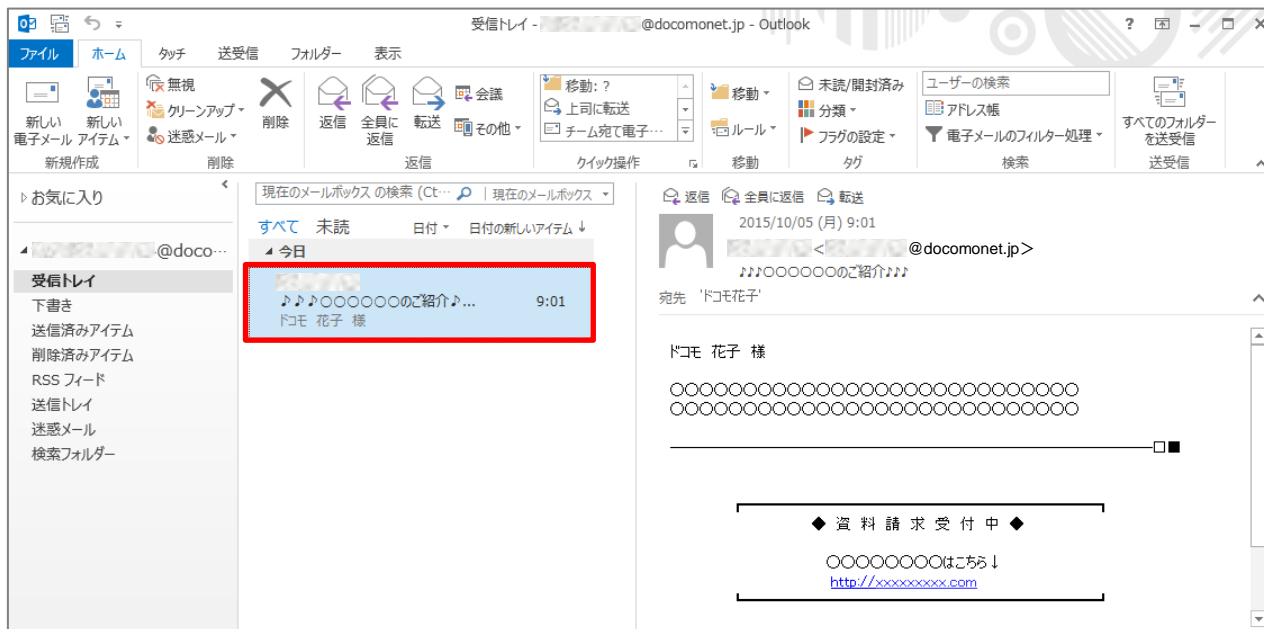 受信トレイ - @docomonet.jp - Outlook
ファイル ホーム タッチ 送受信 フォルダー 表示
新しい
電子メール
新しい
アイテム
新規作成
無視
クリーンアップ
迷惑メール
削除
削除
返信
全員に
返信
転送
会議
その他
返信
移動: ?
上司に転送
チーム宛て電子…
クイック操作
移動
ルール
移動
未読/開封済み
分類
フラグの設定
タグ
ユーザーの検索
アドレス帳
電子メールのフィルター処理
検索
すべてのフォルダー
を送受信
送受信
お気に入り
@doco…
受信トレイ
下書き
送信済みアイテム
削除済みアイテム
RSS フィード
送信トレイ
迷惑メール
検索フォルダー
現在のメールボックス の検索 (Ct… 現在のメールボックス
すべて 未読 日付 日付の新しいアイテム ↓
今日
♪♪♪○○○○○○のご紹介♪... 9:01
ドコモ 花子 様
返信 全員に返信 転送
2015/10/05 (月) 9:01
< @docomonet.jp>
♪♪♪○○○○○○のご紹介♪♪♪
宛先 'ドコモ花子'
ドコモ 花子 様
○○○○○○○○○○○○○○○○○○○○○○○○○○○○
○○○○○○○○○○○○○○○○○○○○○○○○○○○○
―――――――――――――――――――――――――□■
◆ 資 料 請 求 受 付 中 ◆
○○○○○○○○はこちら↓
http://xxxxxxxxx.com